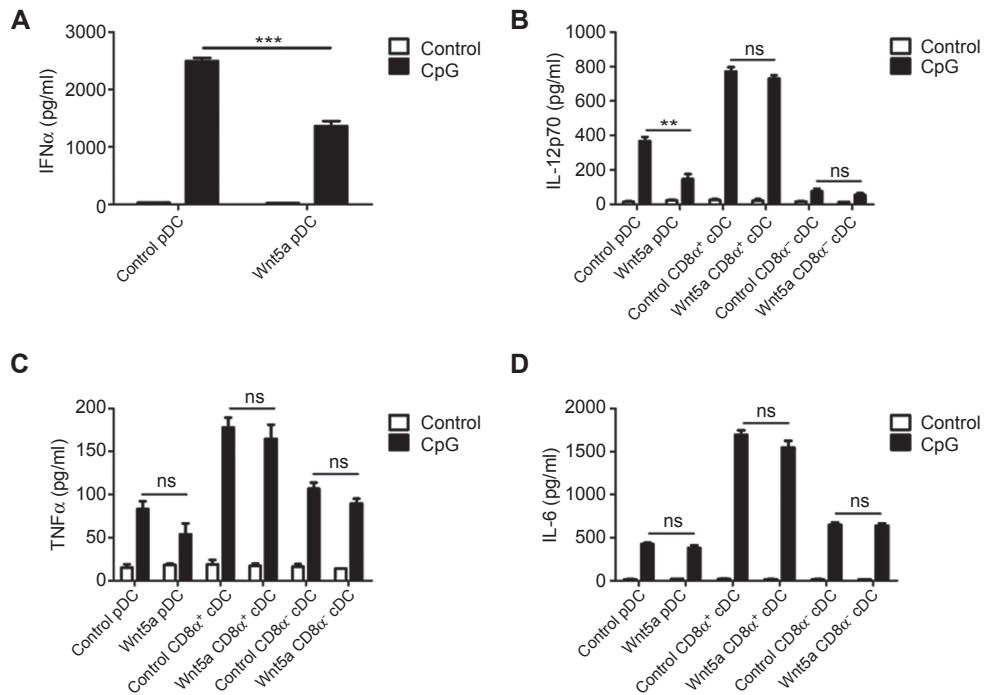 A
3000
2000
1000
0
IFNα (pg/ml)
***
Control
CpG
Control pDC
Wnt5a pDC
B
1000
800
600
400
200
0
IL-12p70 (pg/ml)
**
ns
ns
Control
CpG
Control pDC
Wnt5a pDC
Control CD8α⁺ cDC
Wnt5a CD8α⁺ cDC
Control CD8α⁻ cDC
Wnt5a CD8α⁻ cDC
C
200
150
100
50
0
TNFα (pg/ml)
ns
ns
ns
Control
CpG
Control pDC
Wnt5a pDC
Control CD8α⁺ cDC
Wnt5a CD8α⁺ cDC
Control CD8α⁻ cDC
Wnt5a CD8α⁻ cDC
D
2000
1500
1000
500
0
IL-6 (pg/ml)
ns
ns
ns
Control
CpG
Control pDC
Wnt5a pDC
Control CD8α⁺ cDC
Wnt5a CD8α⁺ cDC
Control CD8α⁻ cDC
Wnt5a CD8α⁻ cDC